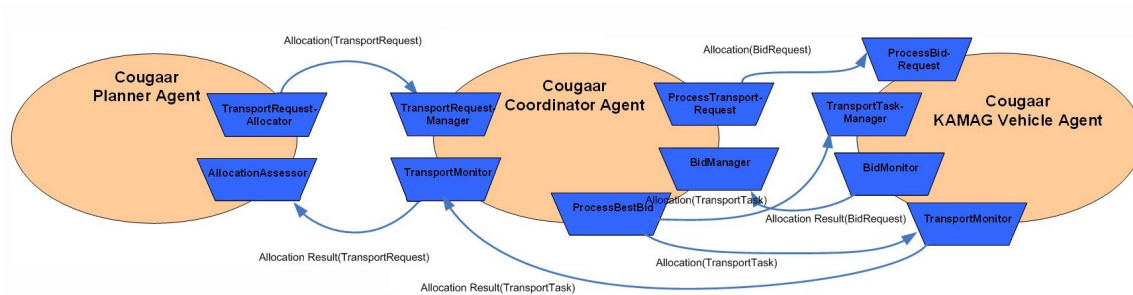 Allocation(TransportRequest)
Allocation(BidRequest)
ProcessBid-
Request
Cougaar
Planner Agent
Cougaar
Coordinator Agent
Cougaar
KAMAG Vehicle Agent
TransportRequest-
Allocator
TransportRequest-
Manager
ProcessTransport-
Request
TransportTask-
Manager
AllocationAssessor
TransportMonitor
BidManager
BidMonitor
ProcessBestBid
Allocation(TransportTask)
Allocation Result(BidRequest)
TransportMonitor
Allocation Result(TransportRequest)
Allocation(TransportTask)
Allocation Result(TransportTask)